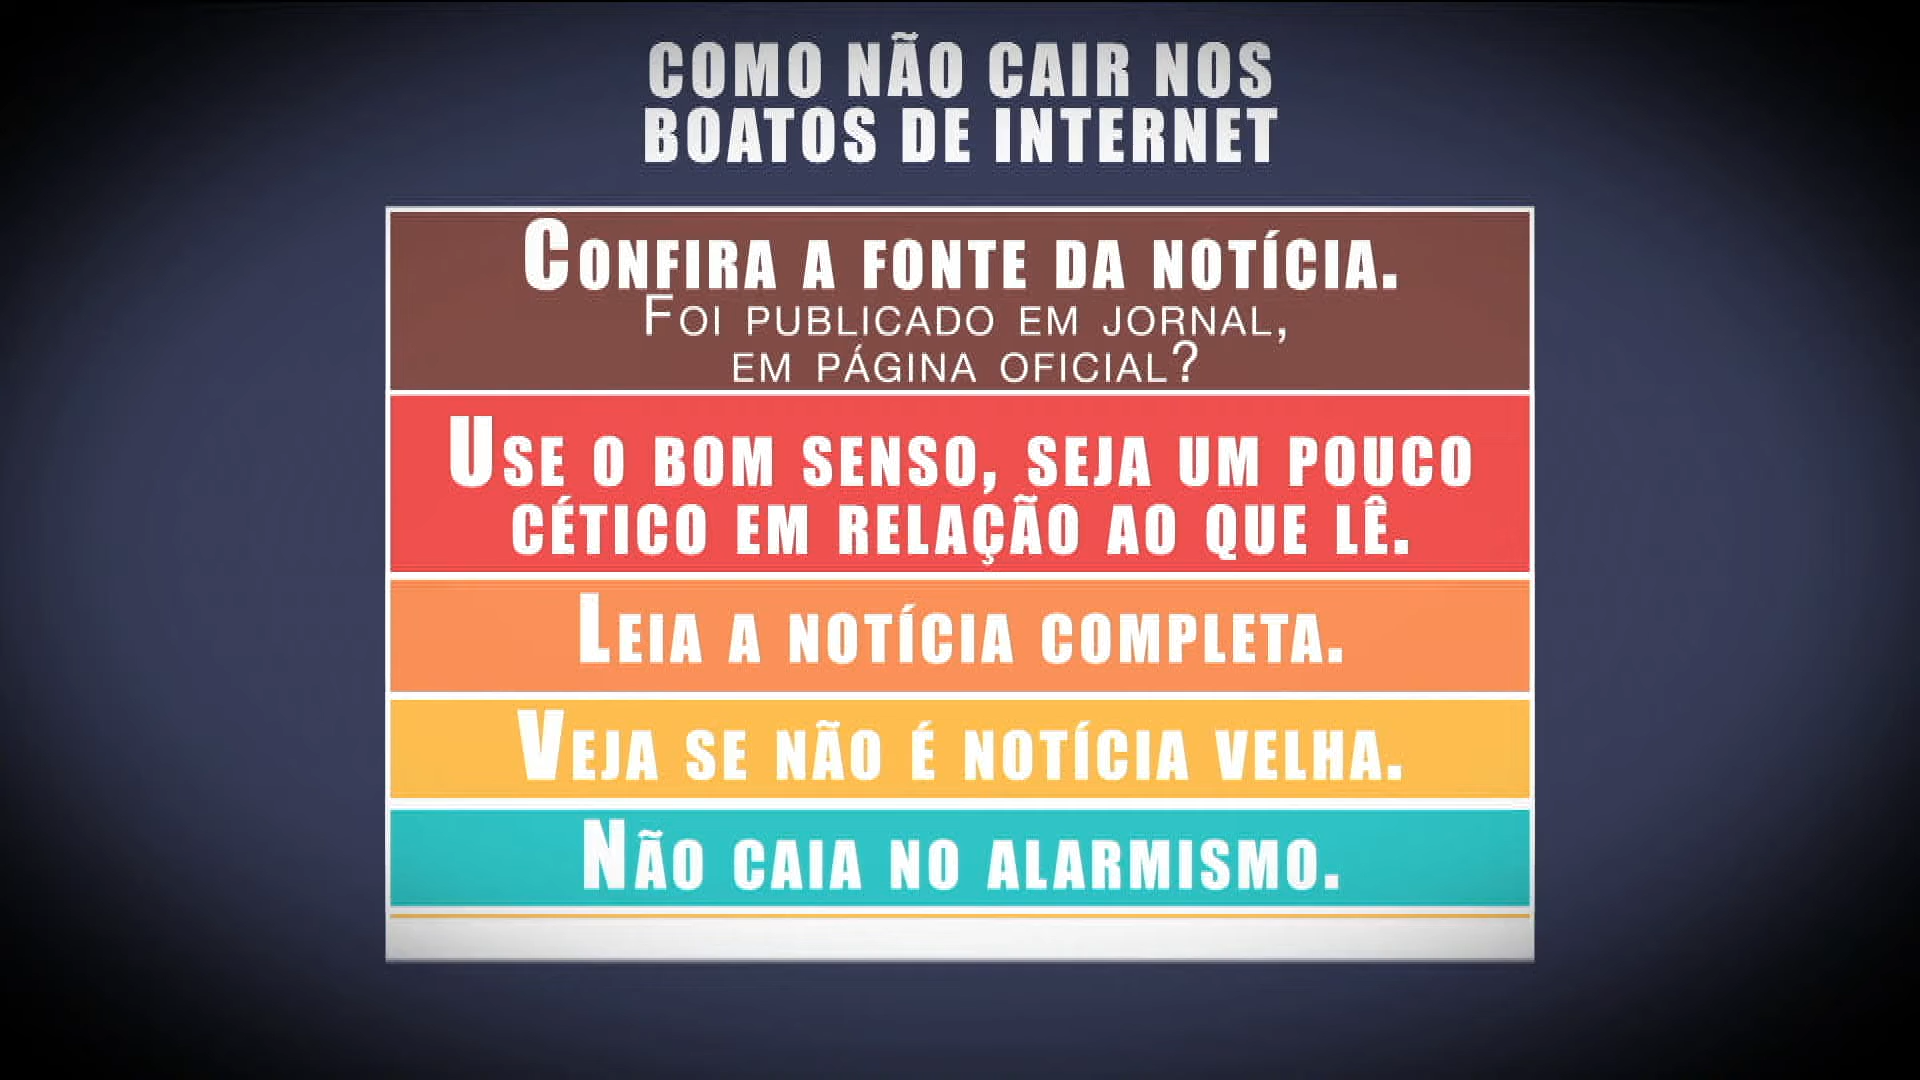 COMO NÃO CAIR NOS
BOATOS DE INTERNET
CONFIRA A FONTE DA NOTÍCIA.
FOI PUBLICADO EM JORNAL,
EM PÁGINA OFICIAL?
USE O BOM SENSO, SEJA UM POUCO
CÉTICO EM RELAÇÃO AO QUE LÊ.
LEIA A NOTÍCIA COMPLETA.
VEJA SE NÃO É NOTÍCIA VELHA.
NÃO CAIA NO ALARMISMO.